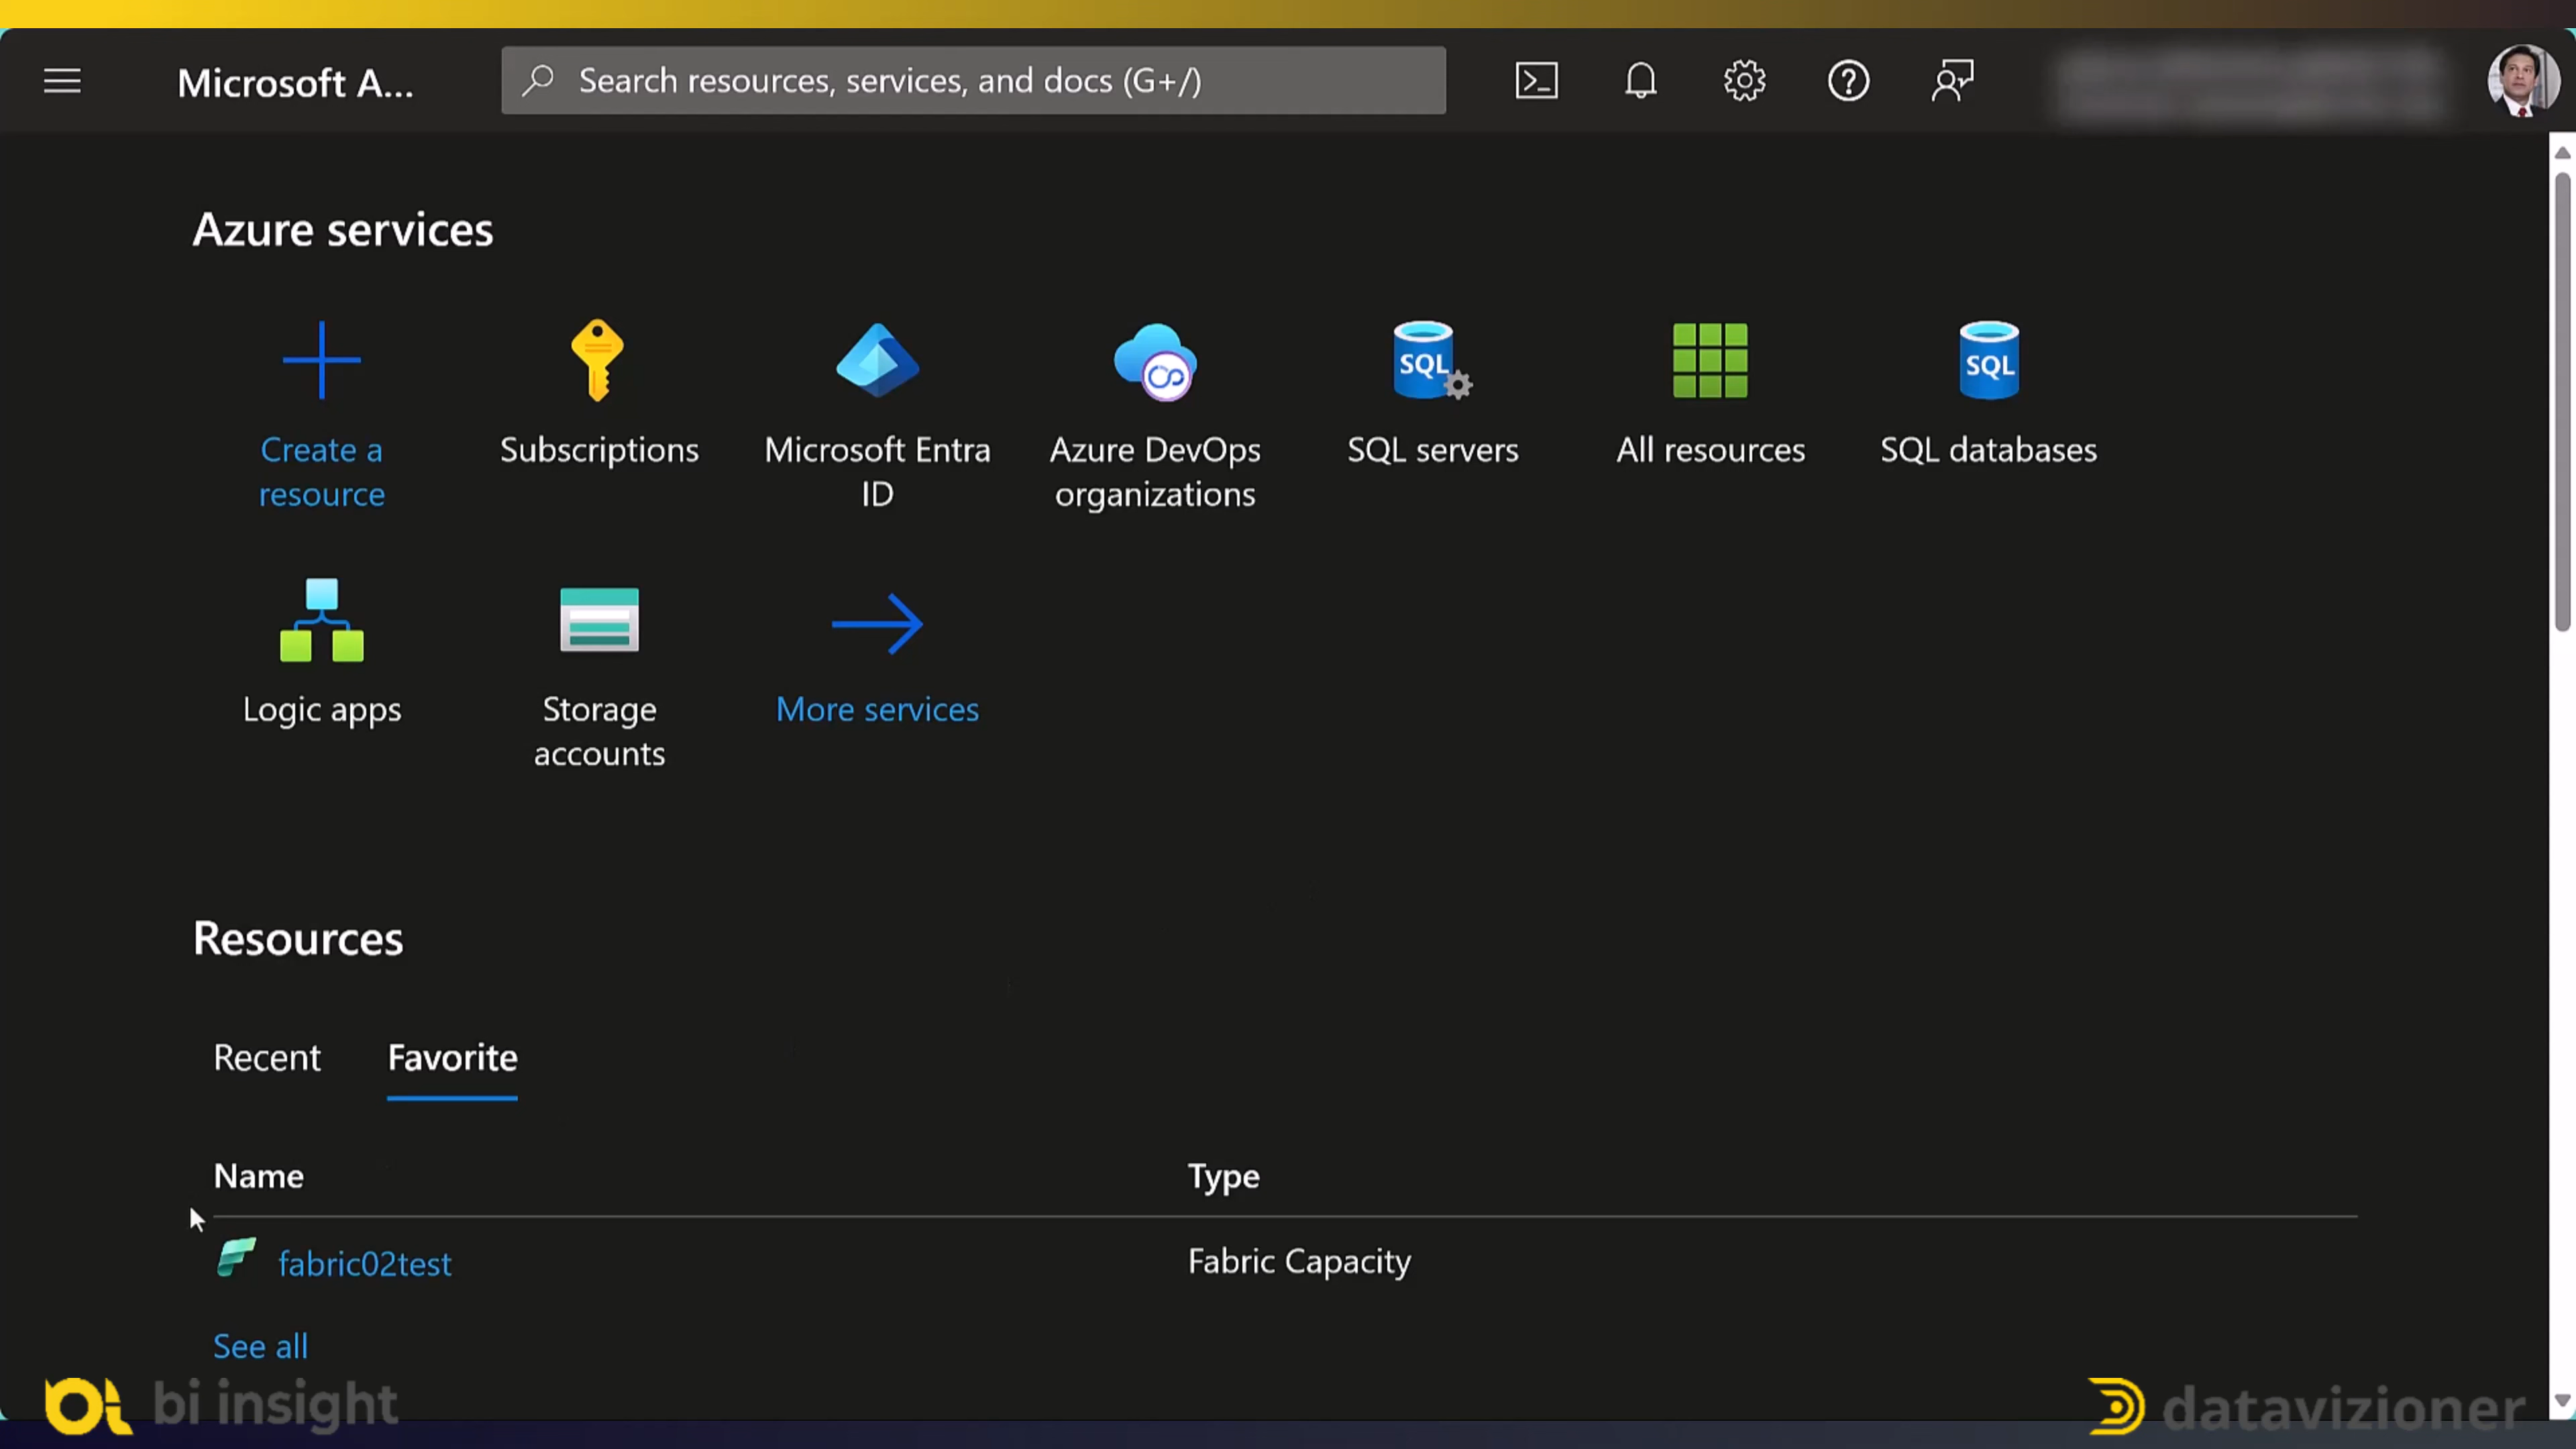 Microsoft A...
Search resources, services, and docs (G+/)
Azure services
Create a
resource
Subscriptions
Microsoft Entra
ID
Azure DevOps
organizations
SQL
SQL servers
All resources
SQL
SQL databases
Logic apps
Storage
accounts
More services
Resources
Recent
Favorite
Name
Type
fabric02test
Fabric Capacity
See all
bi insight
datavizioner